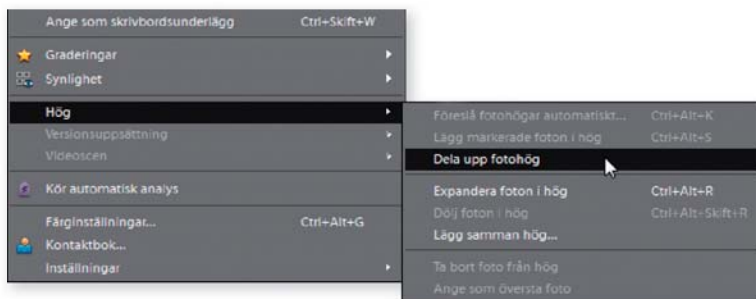 Ange som skrivbordsunderlägg Ctrl+Skift+W
Graderingar
Synlighet
Hög
Versionsuppsättning
Videoscen
Kör automatisk analys
Färginställningar... Ctrl+Alt+G
Kontaktbok...
Inställningar
Föreslå fotohögar automatiskt... Ctrl+Alt+K
Lägg markerade foton i hög Ctrl+Alt+S
Dela upp fotohög
Expandera foton i hög Ctrl+Alt+R
Dölj foton i hög Ctrl+Alt+Skift+R
Lägg samman hög...
Ta bort foto från hög
Ange som översta foto